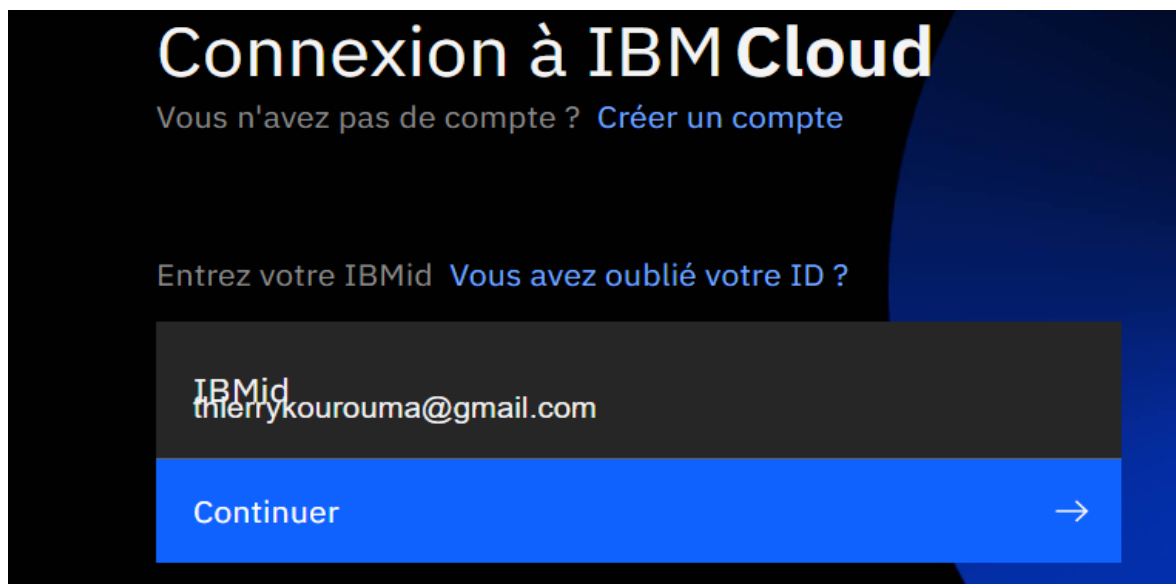 Connexion à IBM Cloud
Vous n'avez pas de compte ? Créer un compte
Entrez votre IBMid Vous avez oublié votre ID ?
IBMid
thierrykourouma@gmail.com
Continuer →